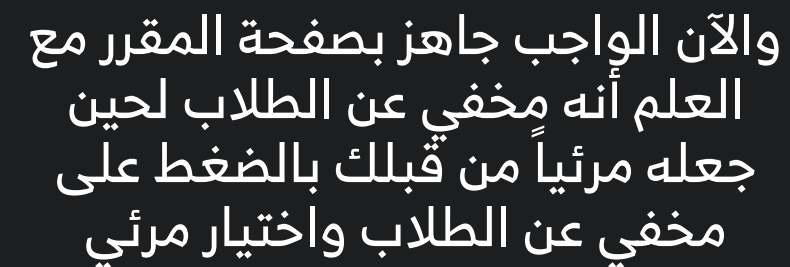 والآن الواجب جاهز بصفحة المقرر مع
العلم أنه مخفي عن الطلاب لحين
جعله مرئياً من قبلك بالضغط على
مخفي عن الطلاب واختيار مرئي